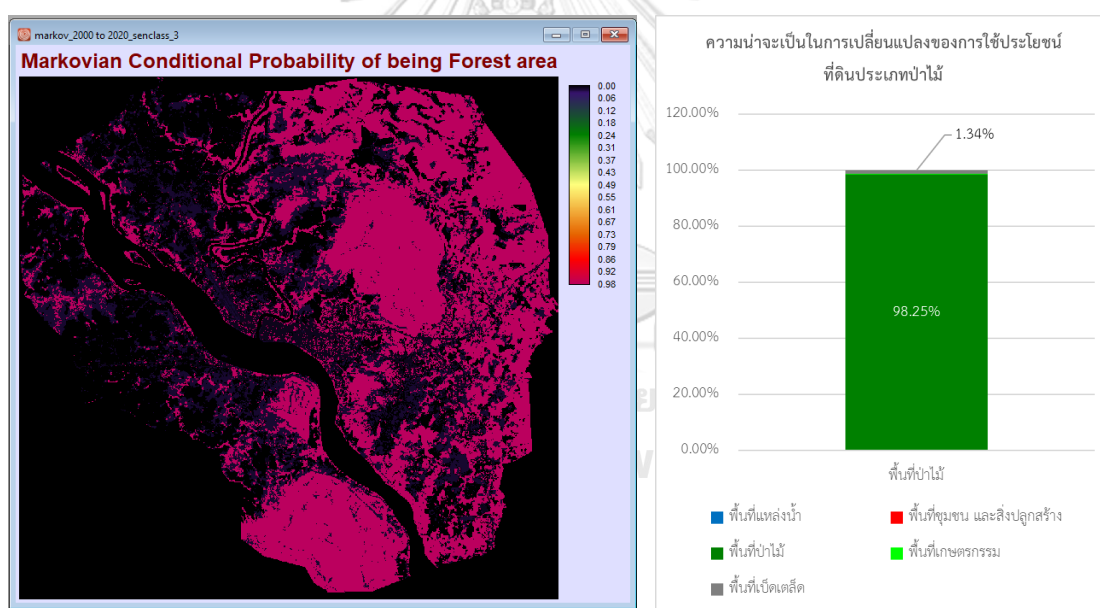 markov_2000 to 2020_senclass_3
Markovian Conditional Probability of being Forest area
0.00
0.06
0.12
0.18
0.24
0.31
0.37
0.43
0.49
0.55
0.61
0.67
0.73
0.79
0.86
0.92
0.98
ความน่าจะเป็นในการเปลี่ยนแปลงของการใช้ประโยชน์
ที่ดินประเภทป่าไม้
120.00%
100.00%
80.00%
60.00%
40.00%
20.00%
0.00%
1.34%
98.25%
พื้นที่ป่าไม้
พื้นที่แหล่งน้ำ
พื้นที่ชุมชน และสิ่งปลูกสร้าง
พื้นที่ป่าไม้
พื้นที่เกษตรกรรม
พื้นที่เบ็ดเตล็ด